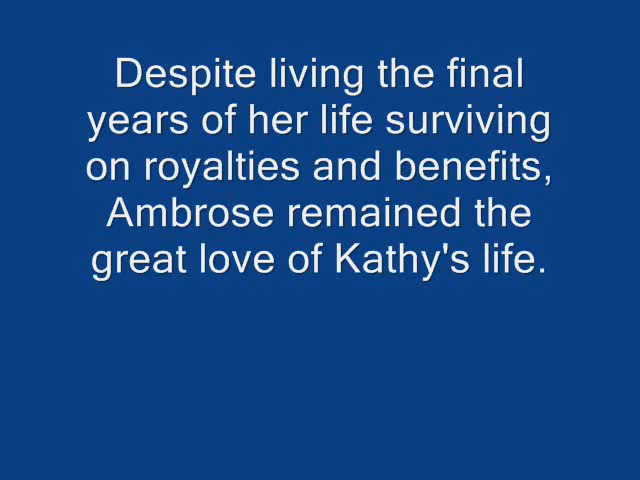 Despite living the final
years of her life surviving
on royalties and benefits,
Ambrose remained the
great love of Kathy's life.